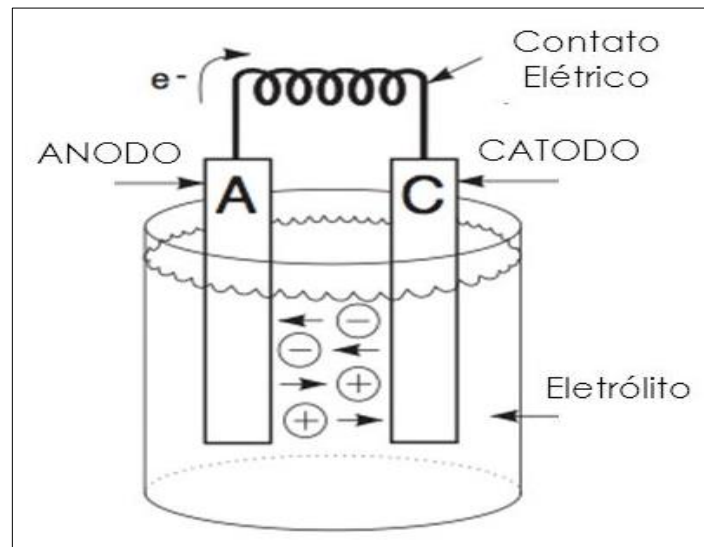 Contato
Elétrico
e-
ANODO
CATODO
A
C
−
−
+
+
Eletrólito